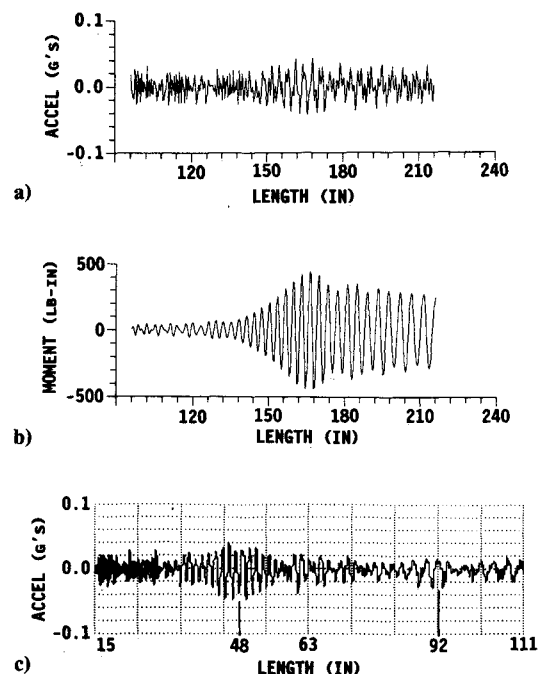 0.1
0.0
-0.1
ACCEL (G'S)
120 150 180 210 240
LENGTH (IN)
a)
500
0
-500
MOMENT (LB-IN)
120 150 180 210 240
LENGTH (IN)
b)
0.1
0.0
-0.1
ACCEL (G'S)
15 48 63 92 111
LENGTH (IN)
c)